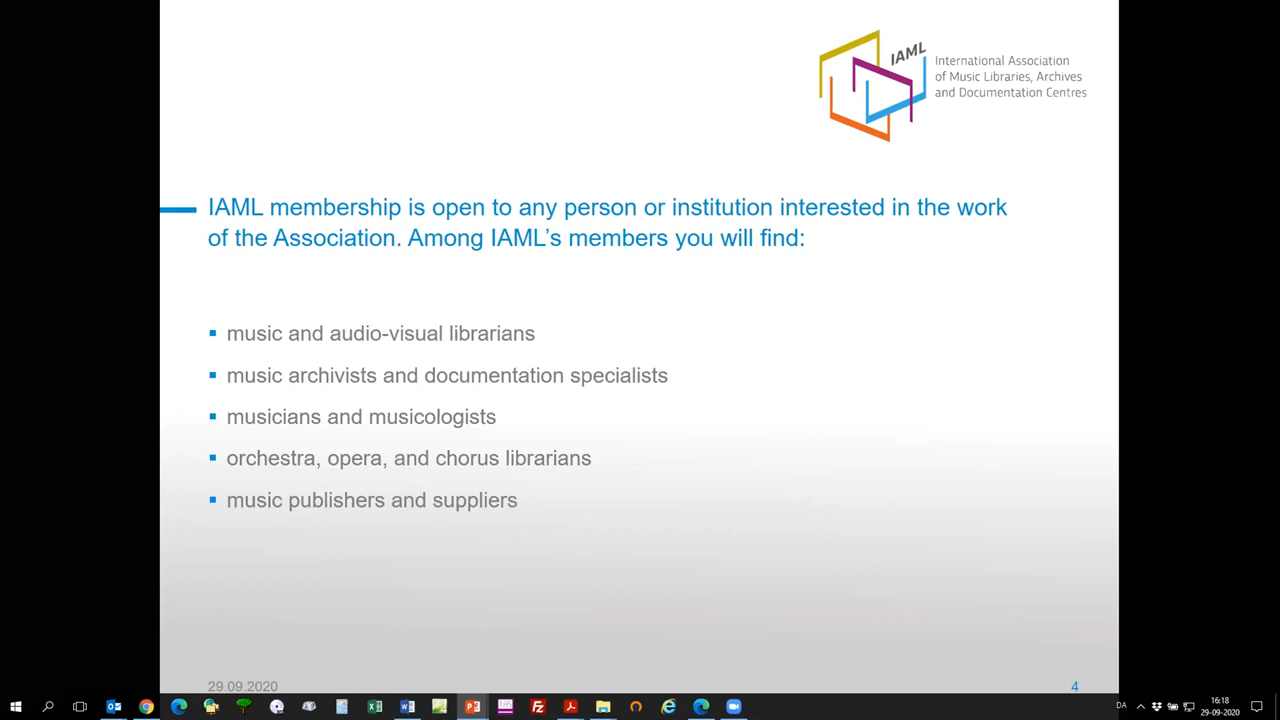 IAML
International Association
of Music Libraries, Archives
and Documentation Centres
IAML membership is open to any person or institution interested in the work
of the Association. Among IAML’s members you will find:
music and audio-visual librarians
music archivists and documentation specialists
musicians and musicologists
orchestra, opera, and chorus librarians
music publishers and suppliers
29.09.2020
4
DA
16:18
29-09-2020